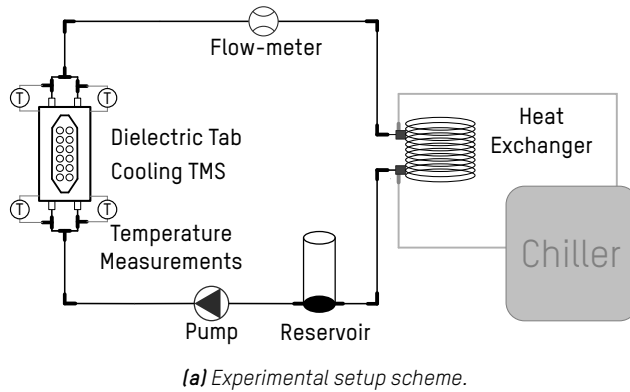 Flow-meter
T
T
Dielectric Tab
Cooling TMS
Heat
Exchanger
T
T
Temperature
Measurements
Chiller
Pump
Reservoir
(a) Experimental setup scheme.